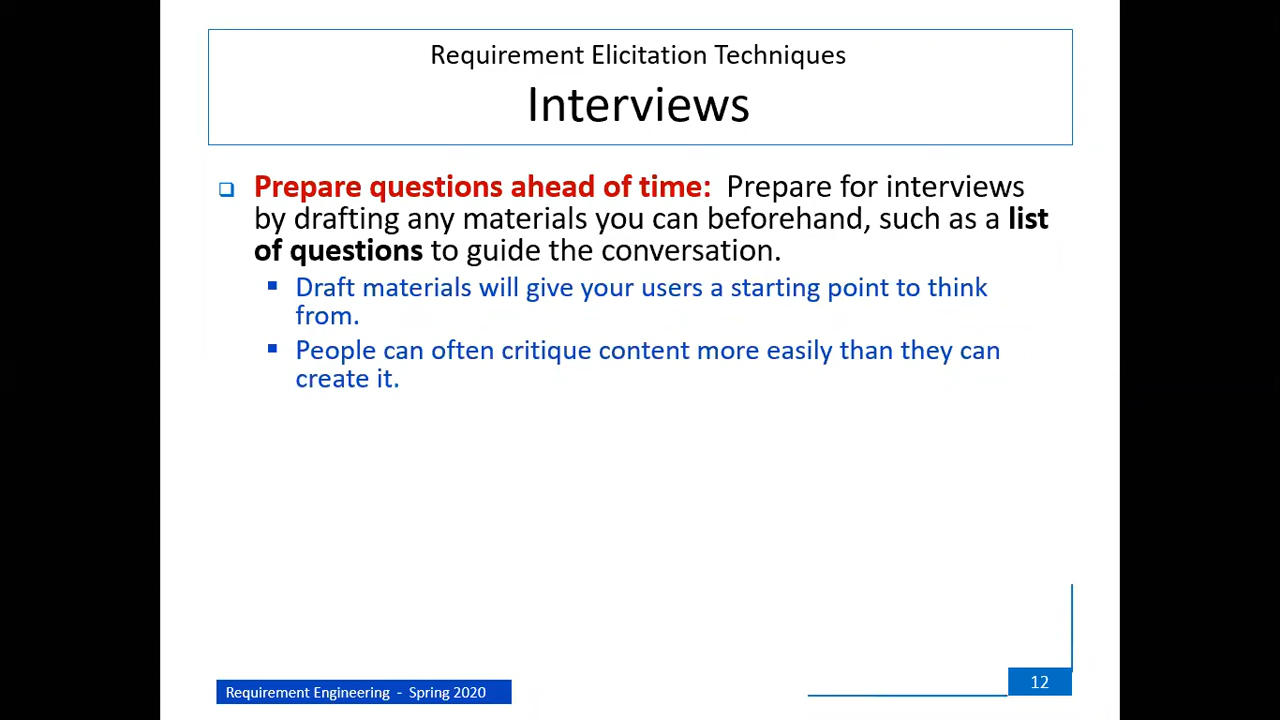 Requirement Elicitation Techniques
Interviews
Prepare questions ahead of time: Prepare for interviews
by drafting any materials you can beforehand, such as a list
of questions to guide the conversation.
Draft materials will give your users a starting point to think
from.
People can often critique content more easily than they can
create it.
Requirement Engineering - Spring 2020
12